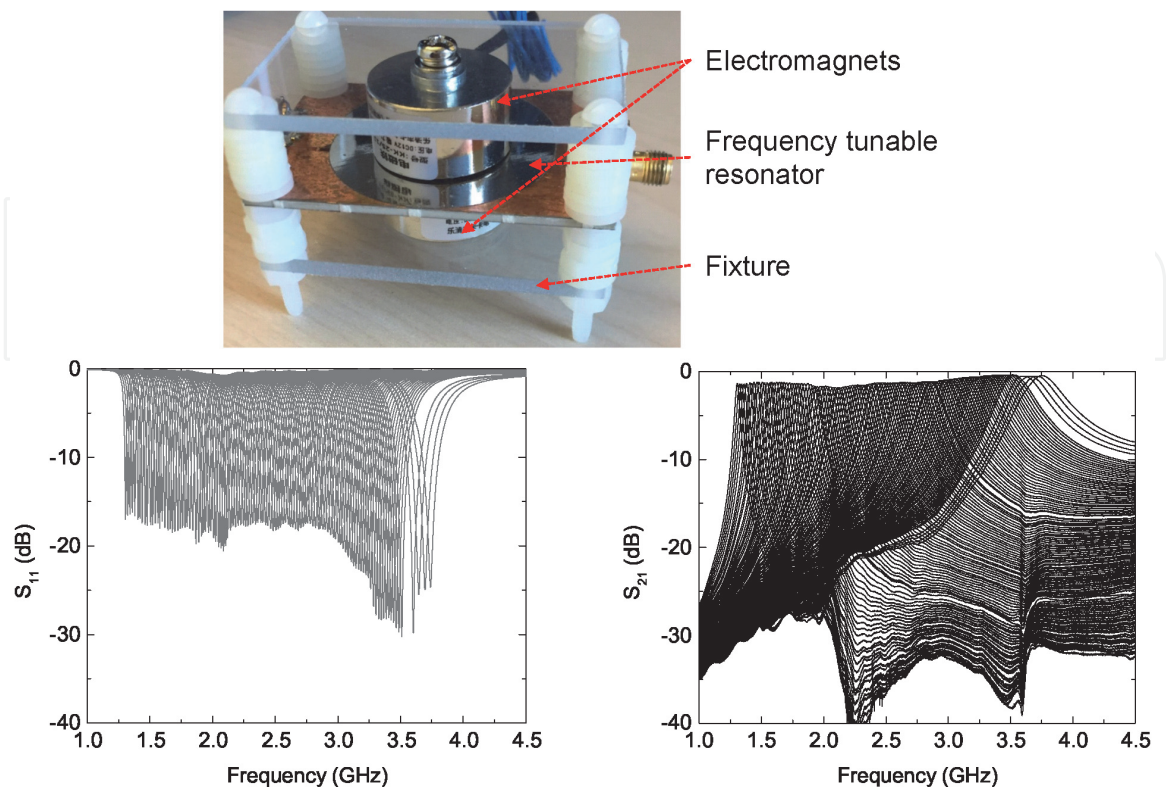 Electromagnets
Frequency tunable
resonator
Fixture
0
-10
-20
-30
-40
S11 (dB)
1.0 1.5 2.0 2.5 3.0 3.5 4.0 4.5
Frequency (GHz)
0
-10
-20
-30
-40
S21 (dB)
1.0 1.5 2.0 2.5 3.0 3.5 4.0 4.5
Frequency (GHz)